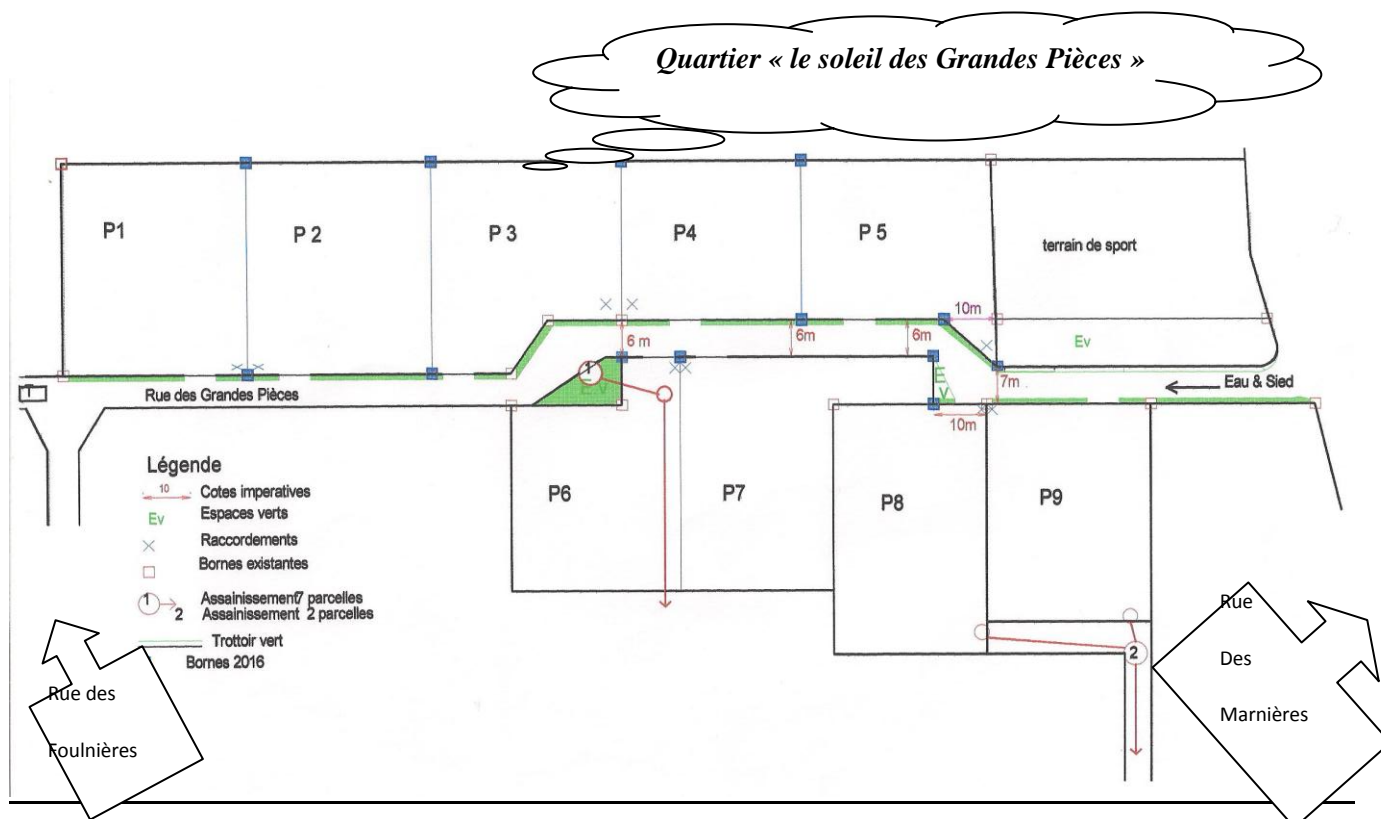 Quartier « le soleil des Grandes Pièces »
P1
P 2
P 3
P4
P 5
terrain de sport
10m
6 m
6m
6m
Ev
1
Ev
E
V
7m
Eau & Sied
T
Rue des Grandes Pièces
10m
Légende
10 Cotes imperatives
Ev Espaces verts
Raccordements
Bornes existantes
1 Assainissement7 parcelles
2 Assainissement 2 parcelles
Trottoir vert
Bornes 2016
P6
P7
P8
P9
2
Rue des
Foulnières
Rue
Des
Marnières